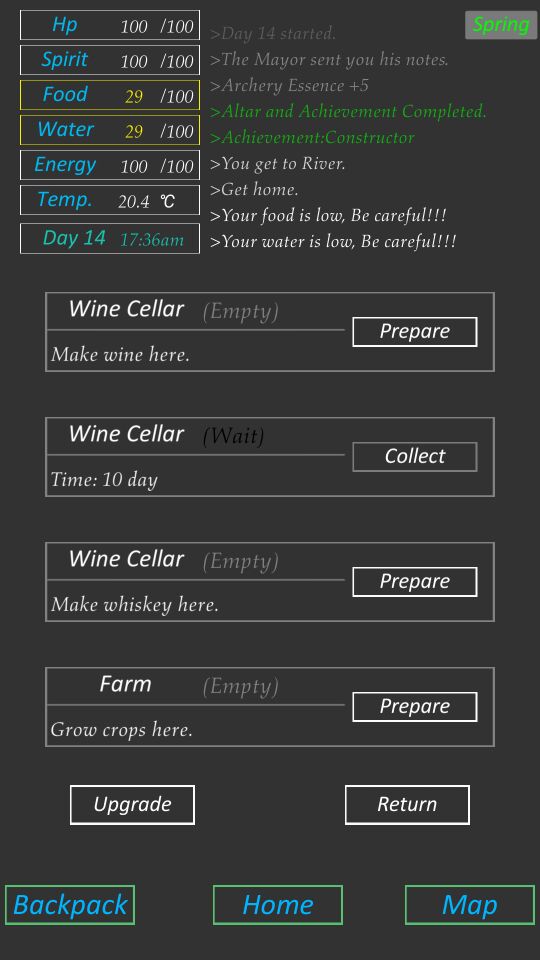 Hp 100 /100
Spirit 100 /100
Food 29 /100
Water 29 /100
Energy 100 /100
Temp. 20.4 ℃
Day 14 17:36am
>Day 14 started.
>The Mayor sent you his notes.
>Archery Essence +5
>Altar and Achievement Completed.
>Achievement:Constructor
>You get to River.
>Get home.
>Your food is low, Be careful!!!
>Your water is low, Be careful!!!
Spring
Wine Cellar (Empty)
Prepare
Make wine here.
Wine Cellar (Wait)
Collect
Time: 10 day
Wine Cellar (Empty)
Prepare
Make whiskey here.
Farm (Empty)
Prepare
Grow crops here.
Upgrade Return
Backpack Home Map